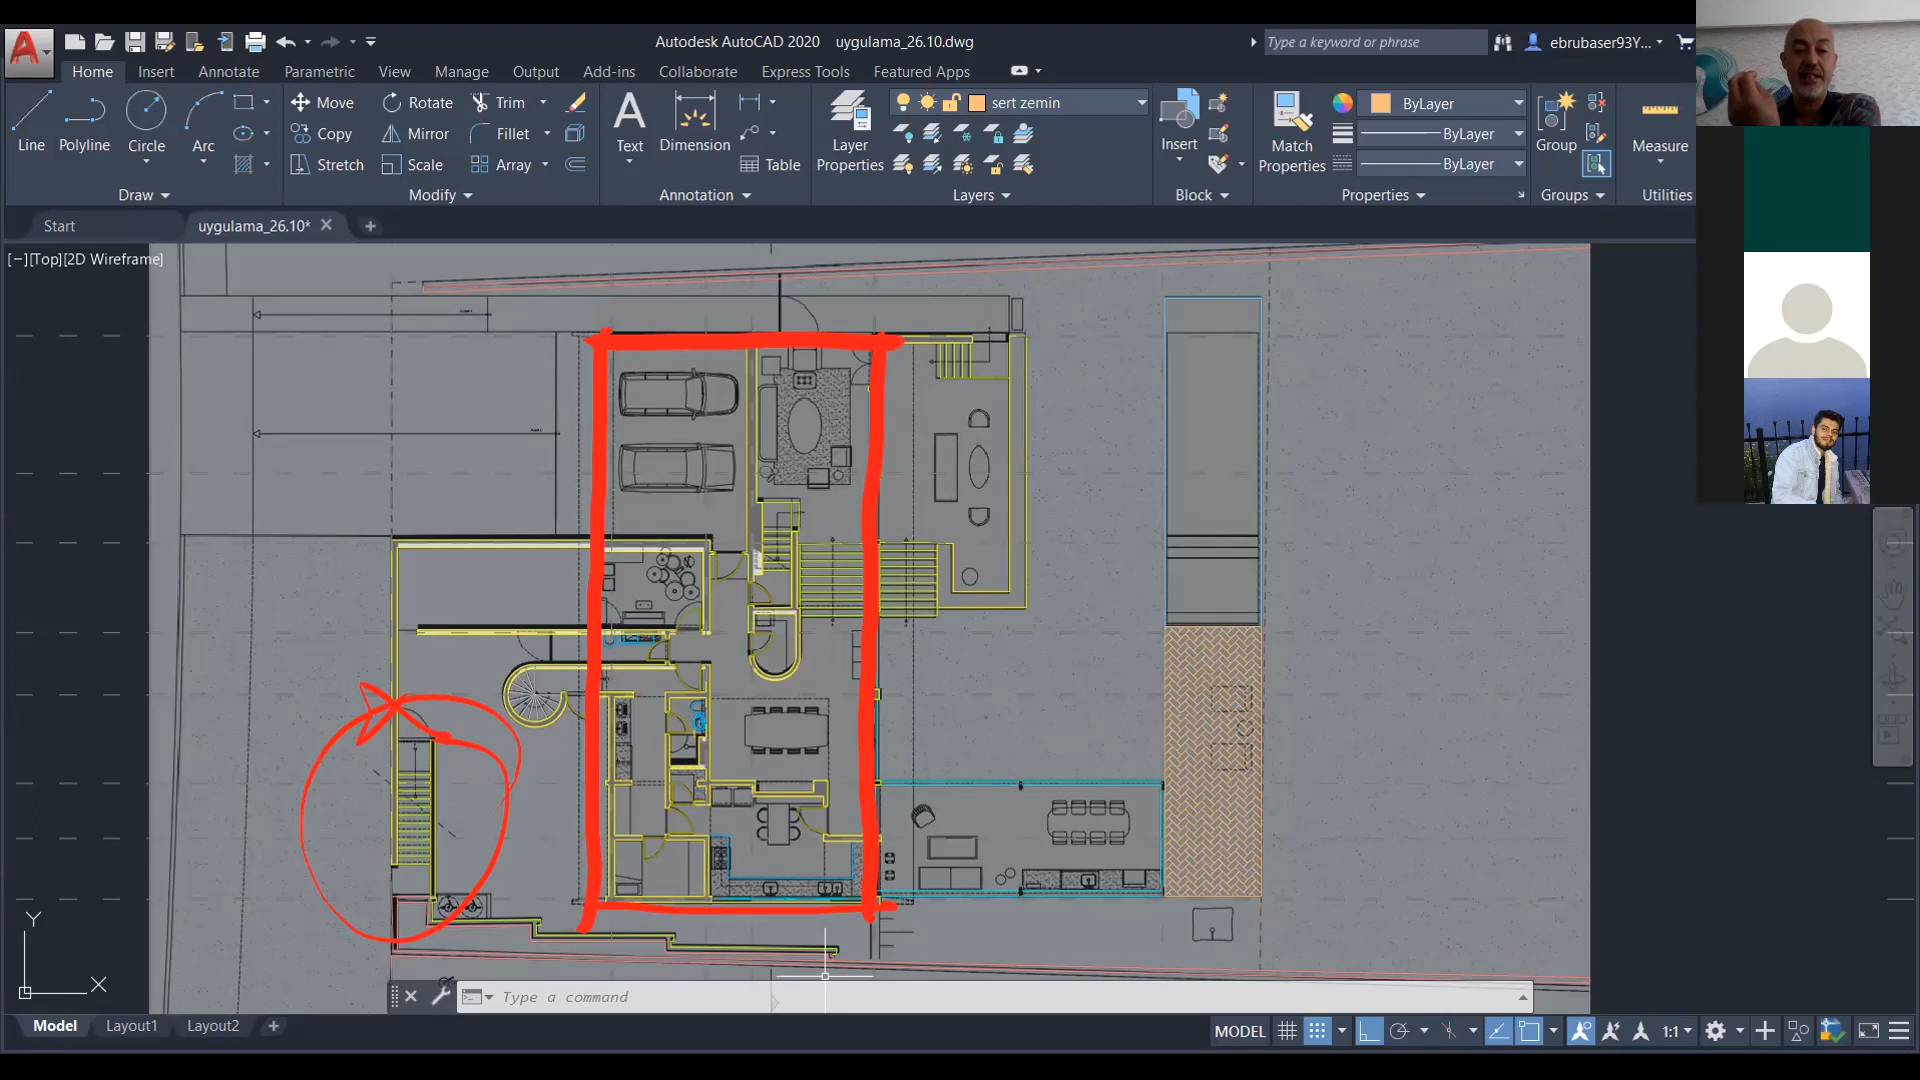 Autodesk AutoCAD 2020 uygulama_26.10.dwg
Type a keyword or phrase
ebrubaser93Y...
Home Insert Annotate Parametric View Manage Output Add-ins Collaborate Express Tools Featured Apps
Line Polyline Circle Arc
Move Rotate Trim
Copy Mirror Fillet
Stretch Scale Array
Text Dimension Table
Layer Properties
sert zemin
Insert
Match Properties
ByLayer
ByLayer
ByLayer
Group
Measure
Draw Modify Annotation Layers Block Properties Groups Utilities
Start uygulama_26.10*
[−][Top][2D Wireframe]
Y
X
Type a command
Model Layout1 Layout2
MODEL 1:1